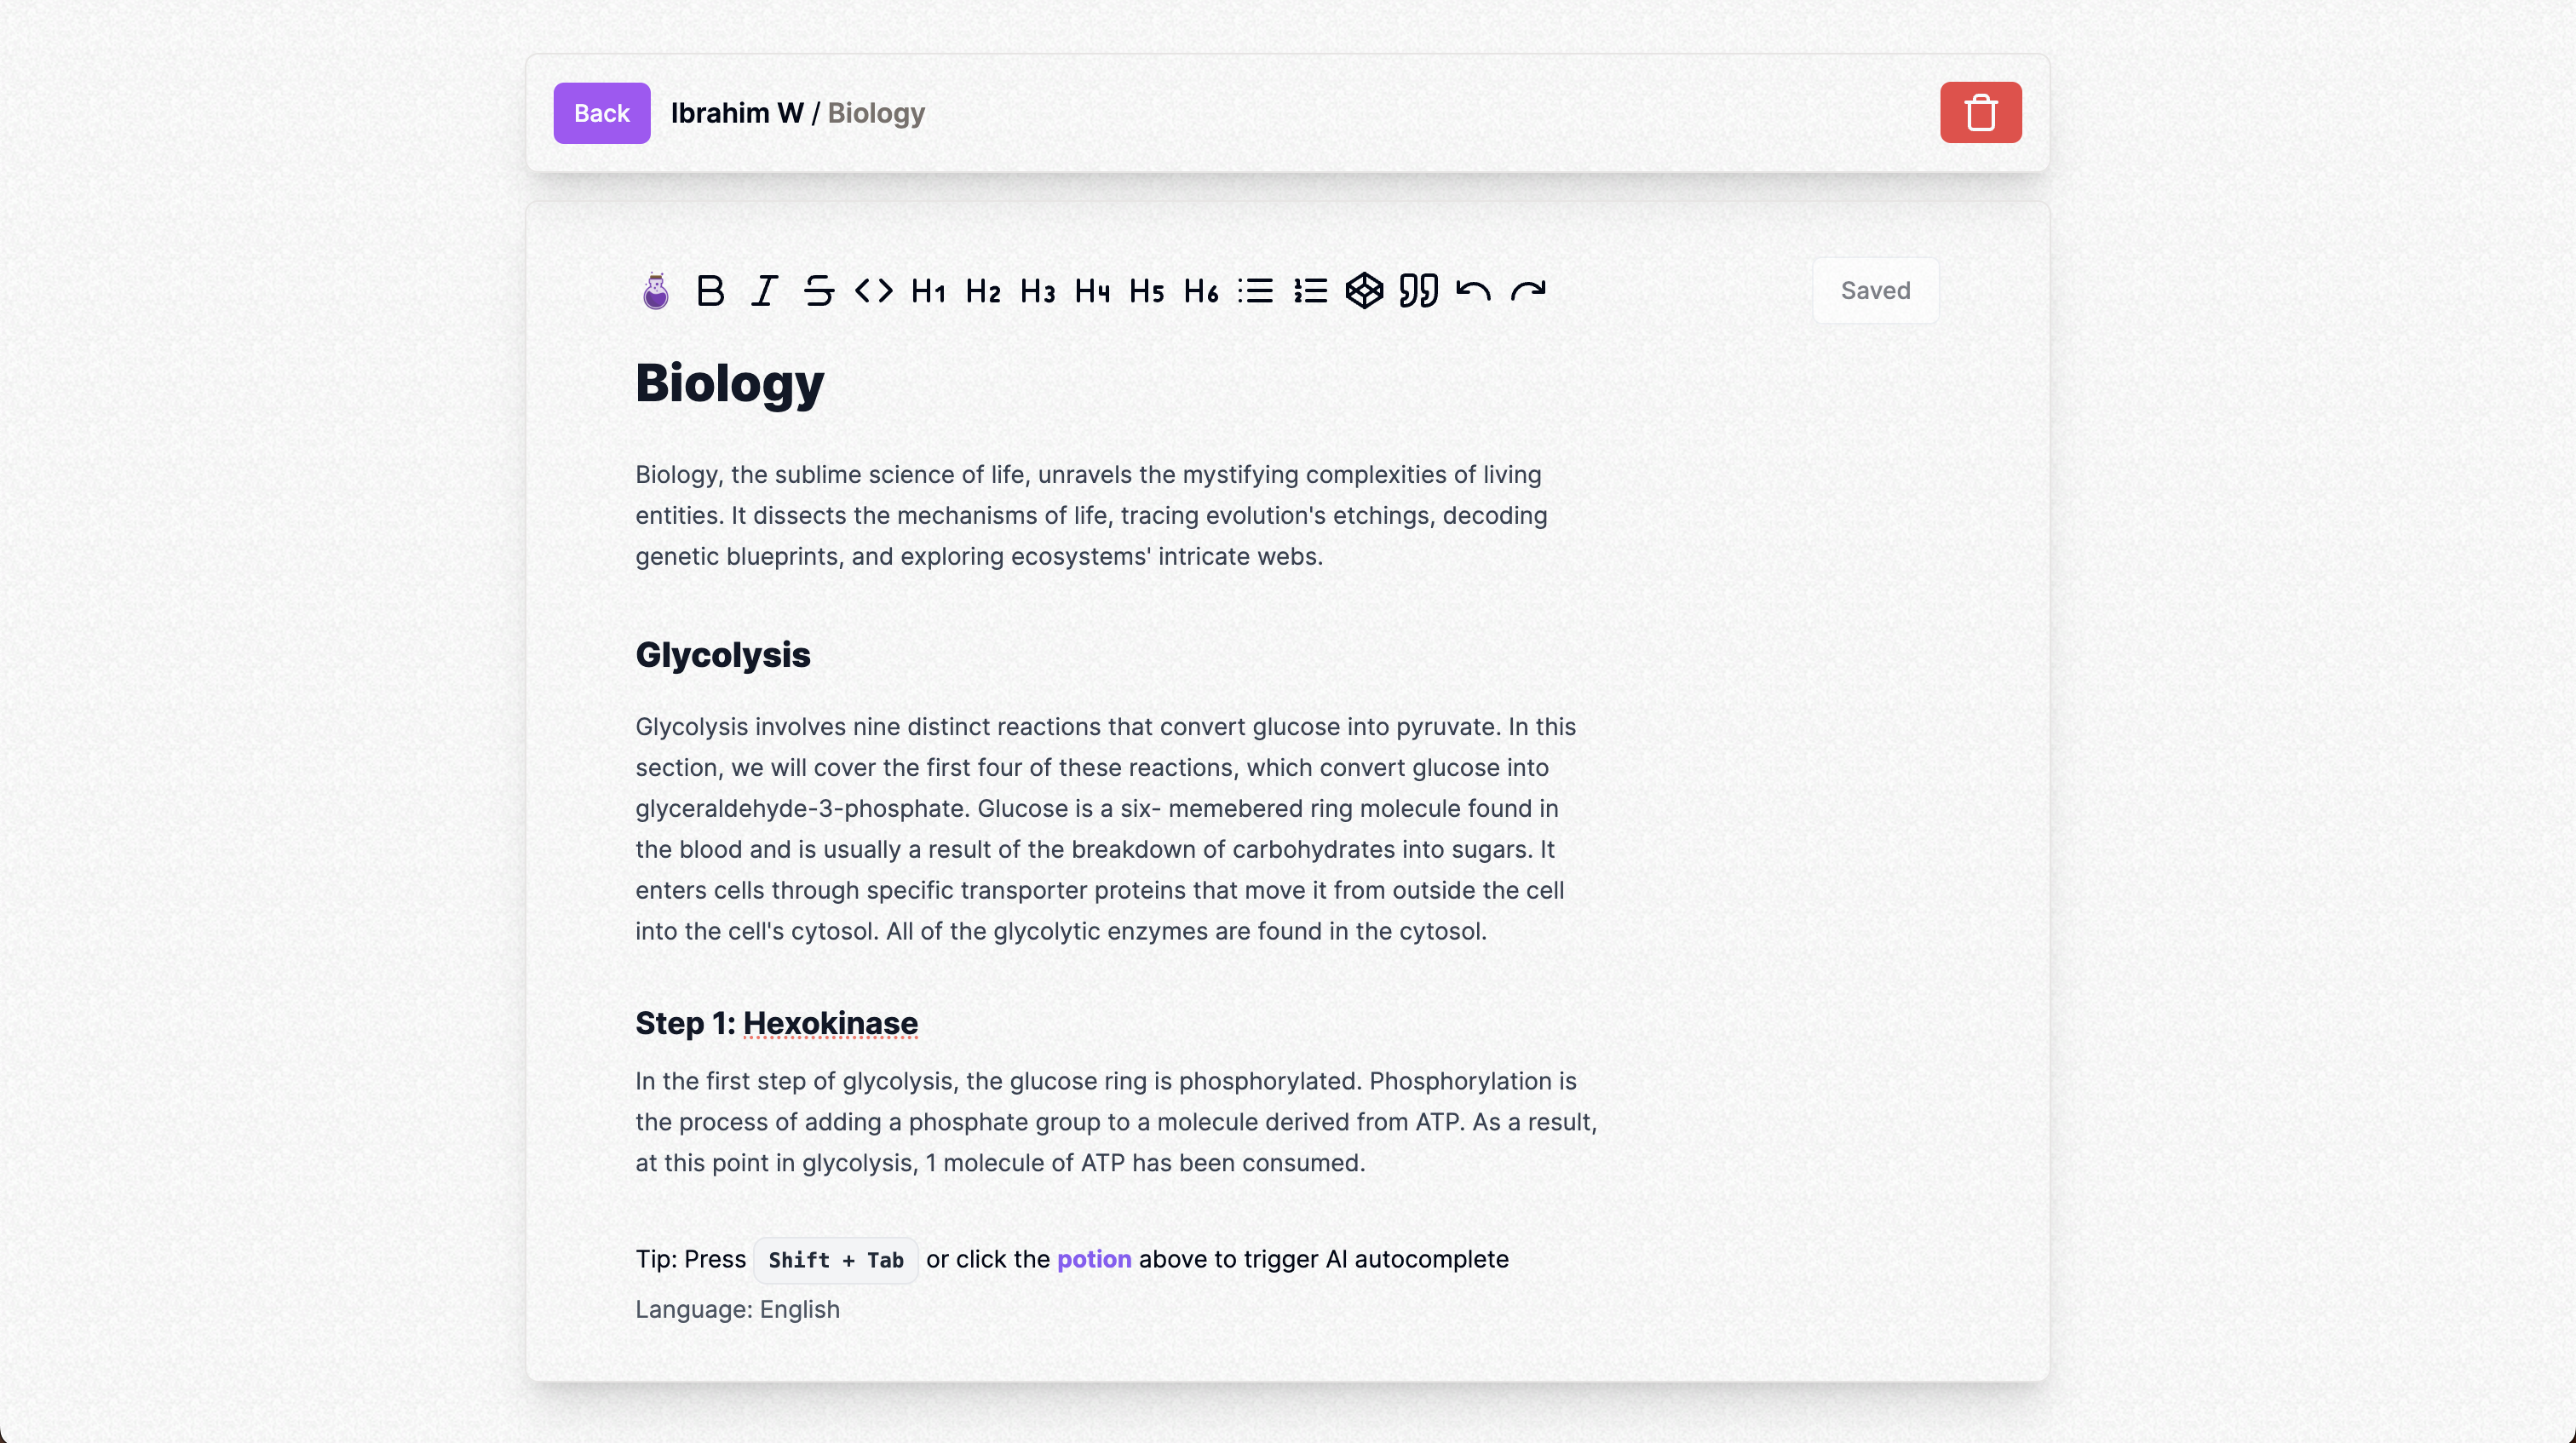 Back Ibrahim W / Biology
B I S <> H1 H2 H3 H4 H5 H6
Saved
Biology
Biology, the sublime science of life, unravels the mystifying complexities of living
entities. It dissects the mechanisms of life, tracing evolution's etchings, decoding
genetic blueprints, and exploring ecosystems' intricate webs.
Glycolysis
Glycolysis involves nine distinct reactions that convert glucose into pyruvate. In this
section, we will cover the first four of these reactions, which convert glucose into
glyceraldehyde-3-phosphate. Glucose is a six- memebered ring molecule found in
the blood and is usually a result of the breakdown of carbohydrates into sugars. It
enters cells through specific transporter proteins that move it from outside the cell
into the cell's cytosol. All of the glycolytic enzymes are found in the cytosol.
Step 1: Hexokinase
In the first step of glycolysis, the glucose ring is phosphorylated. Phosphorylation is
the process of adding a phosphate group to a molecule derived from ATP. As a result,
at this point in glycolysis, 1 molecule of ATP has been consumed.
Tip: Press Shift + Tab or click the potion above to trigger AI autocomplete
Language: English